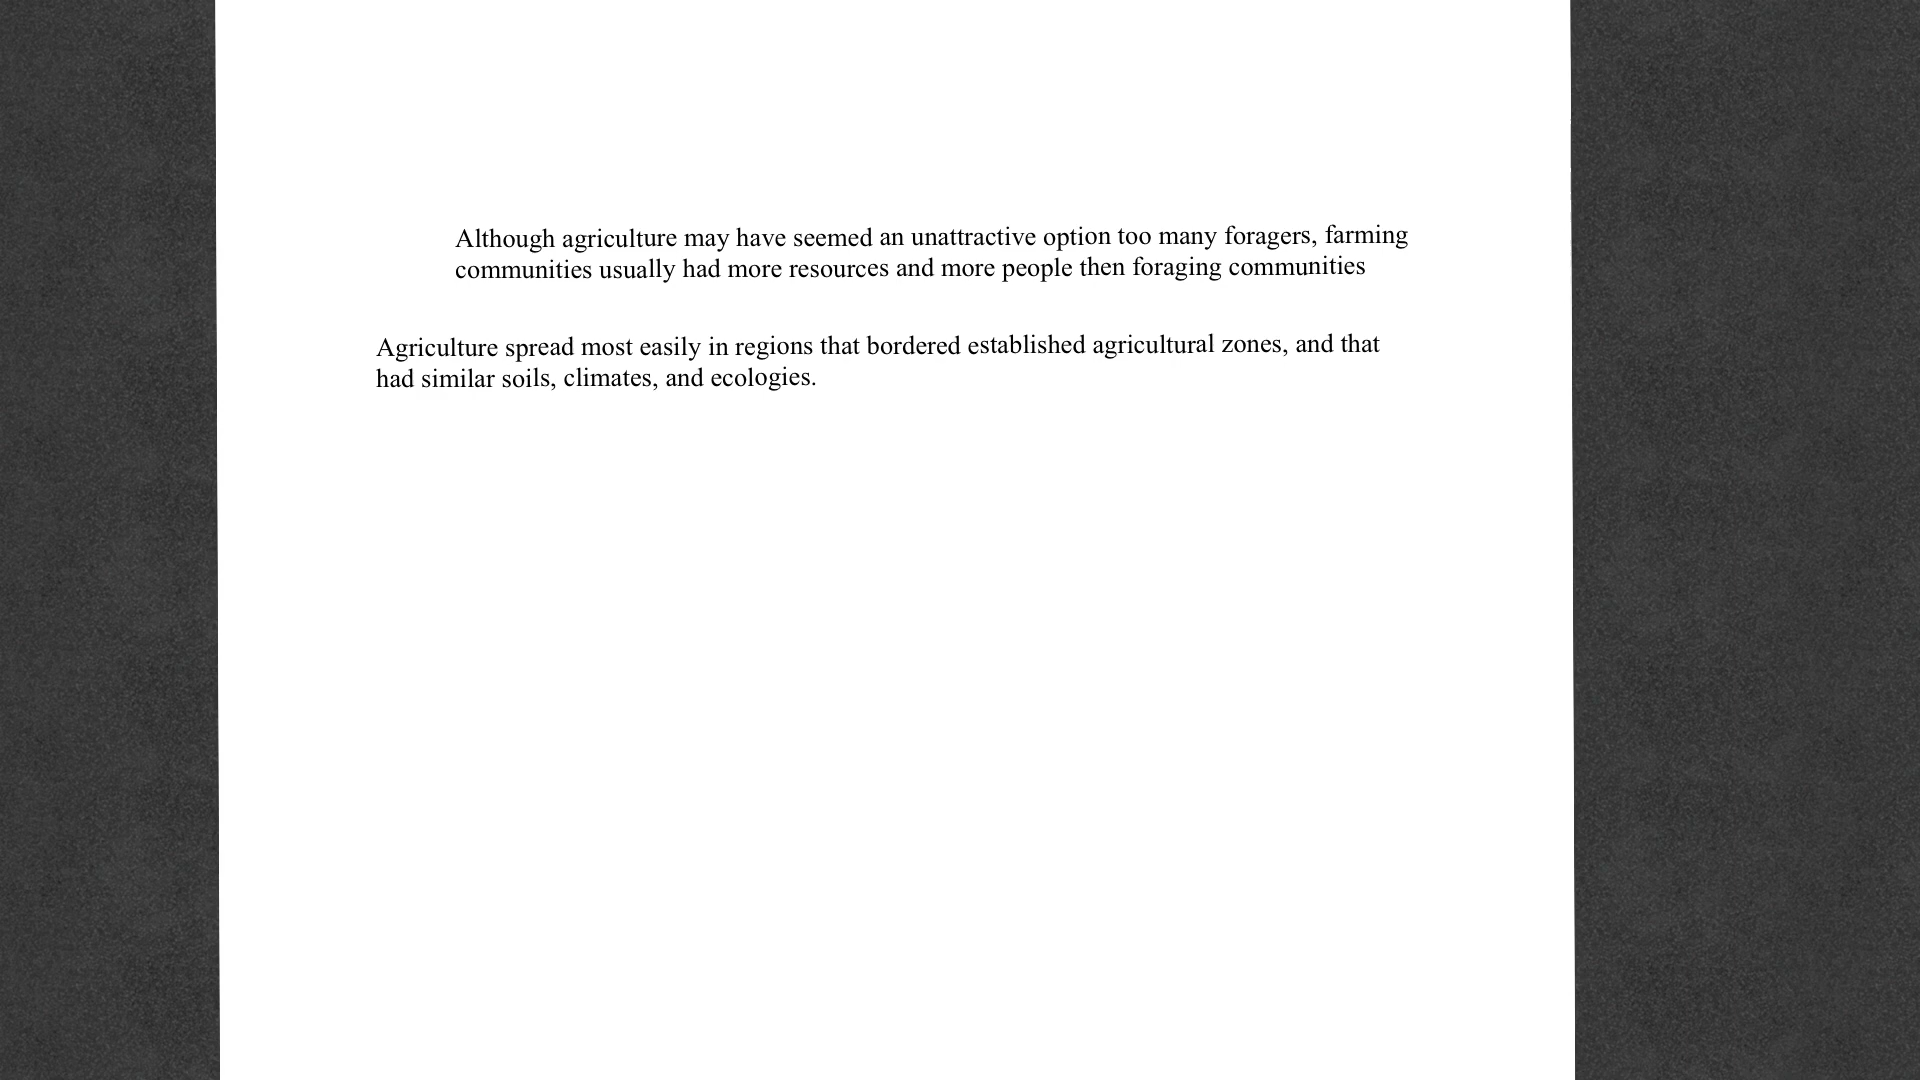 Although agriculture may have seemed an unattractive option too many foragers, farming
communities usually had more resources and more people then foraging communities
Agriculture spread most easily in regions that bordered established agricultural zones, and that
had similar soils, climates, and ecologies.